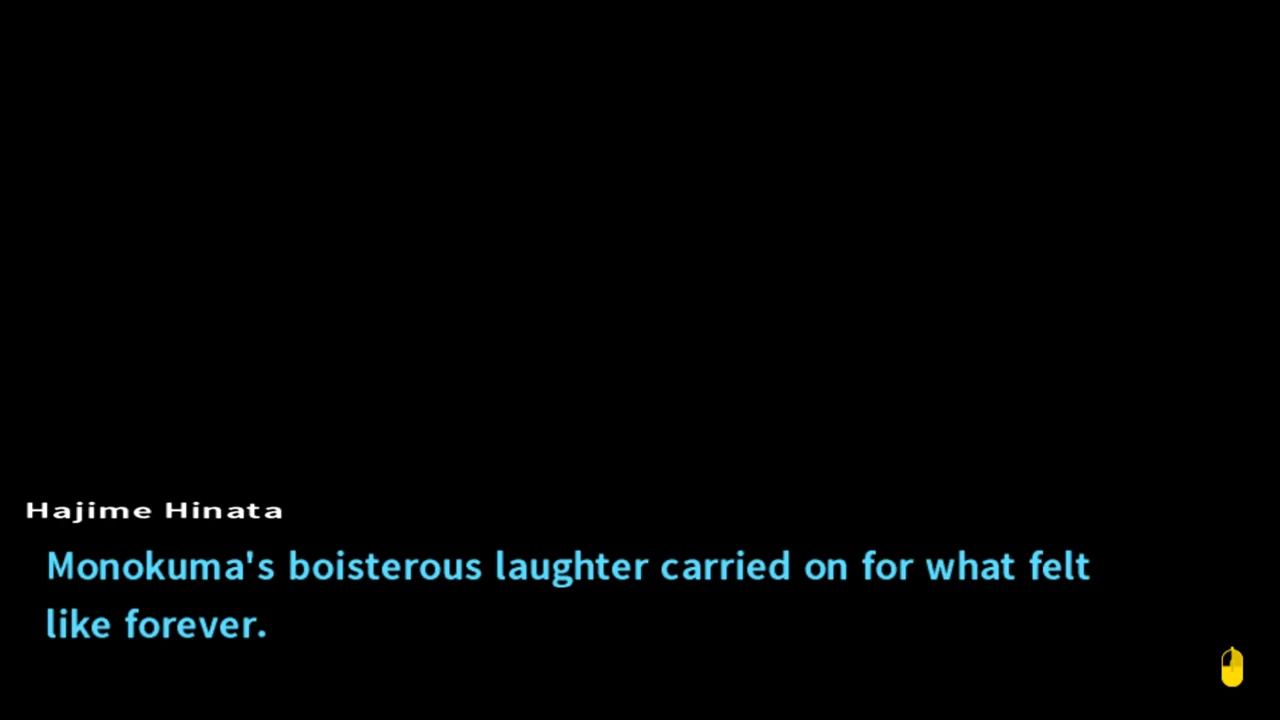 Hajime Hinata
Monokuma's boisterous laughter carried on for what felt
like forever.